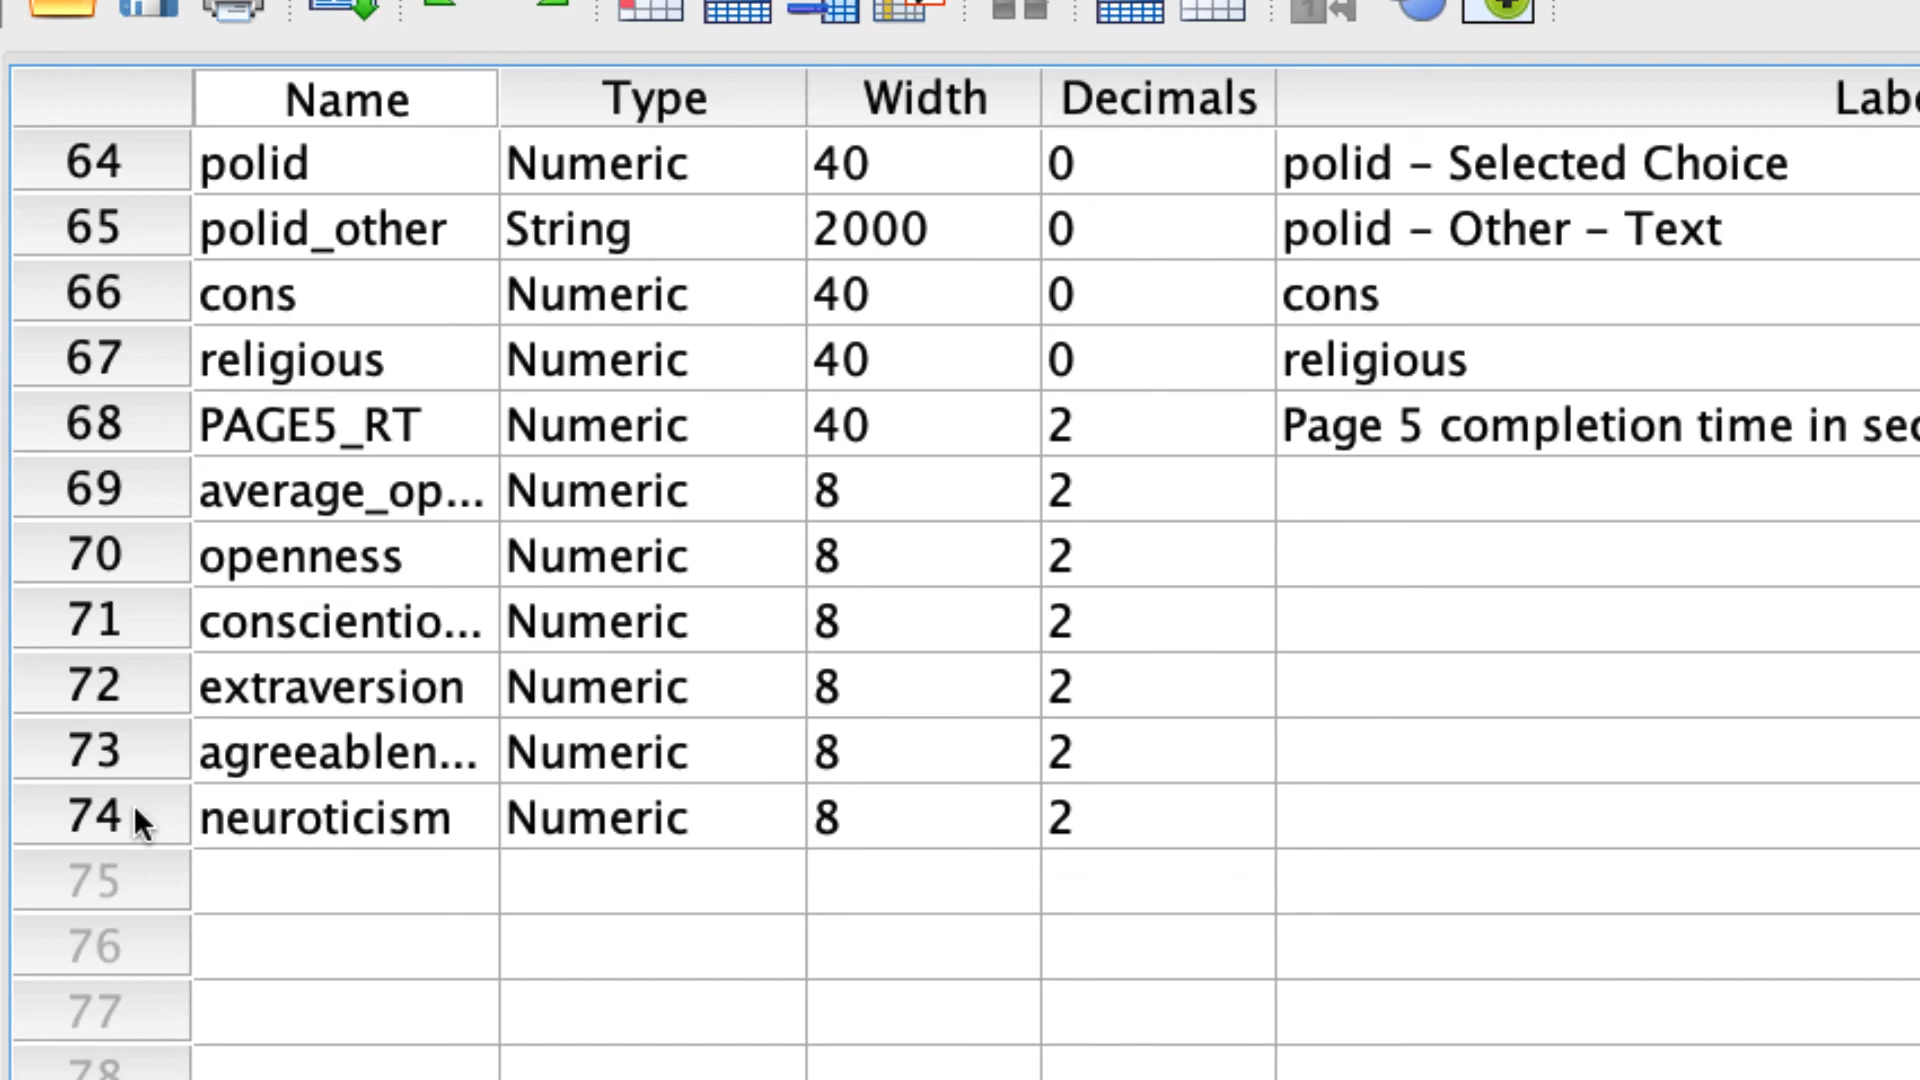 Name Type Width Decimals Labe
64 polid Numeric 40 0 polid – Selected Choice
65 polid_other String 2000 0 polid – Other – Text
66 cons Numeric 40 0 cons
67 religious Numeric 40 0 religious
68 PAGE5_RT Numeric 40 2 Page 5 completion time in sec
69 average_op... Numeric 8 2
70 openness Numeric 8 2
71 conscientio... Numeric 8 2
72 extraversion Numeric 8 2
73 agreeablen... Numeric 8 2
74 neuroticism Numeric 8 2
75
76
77
78